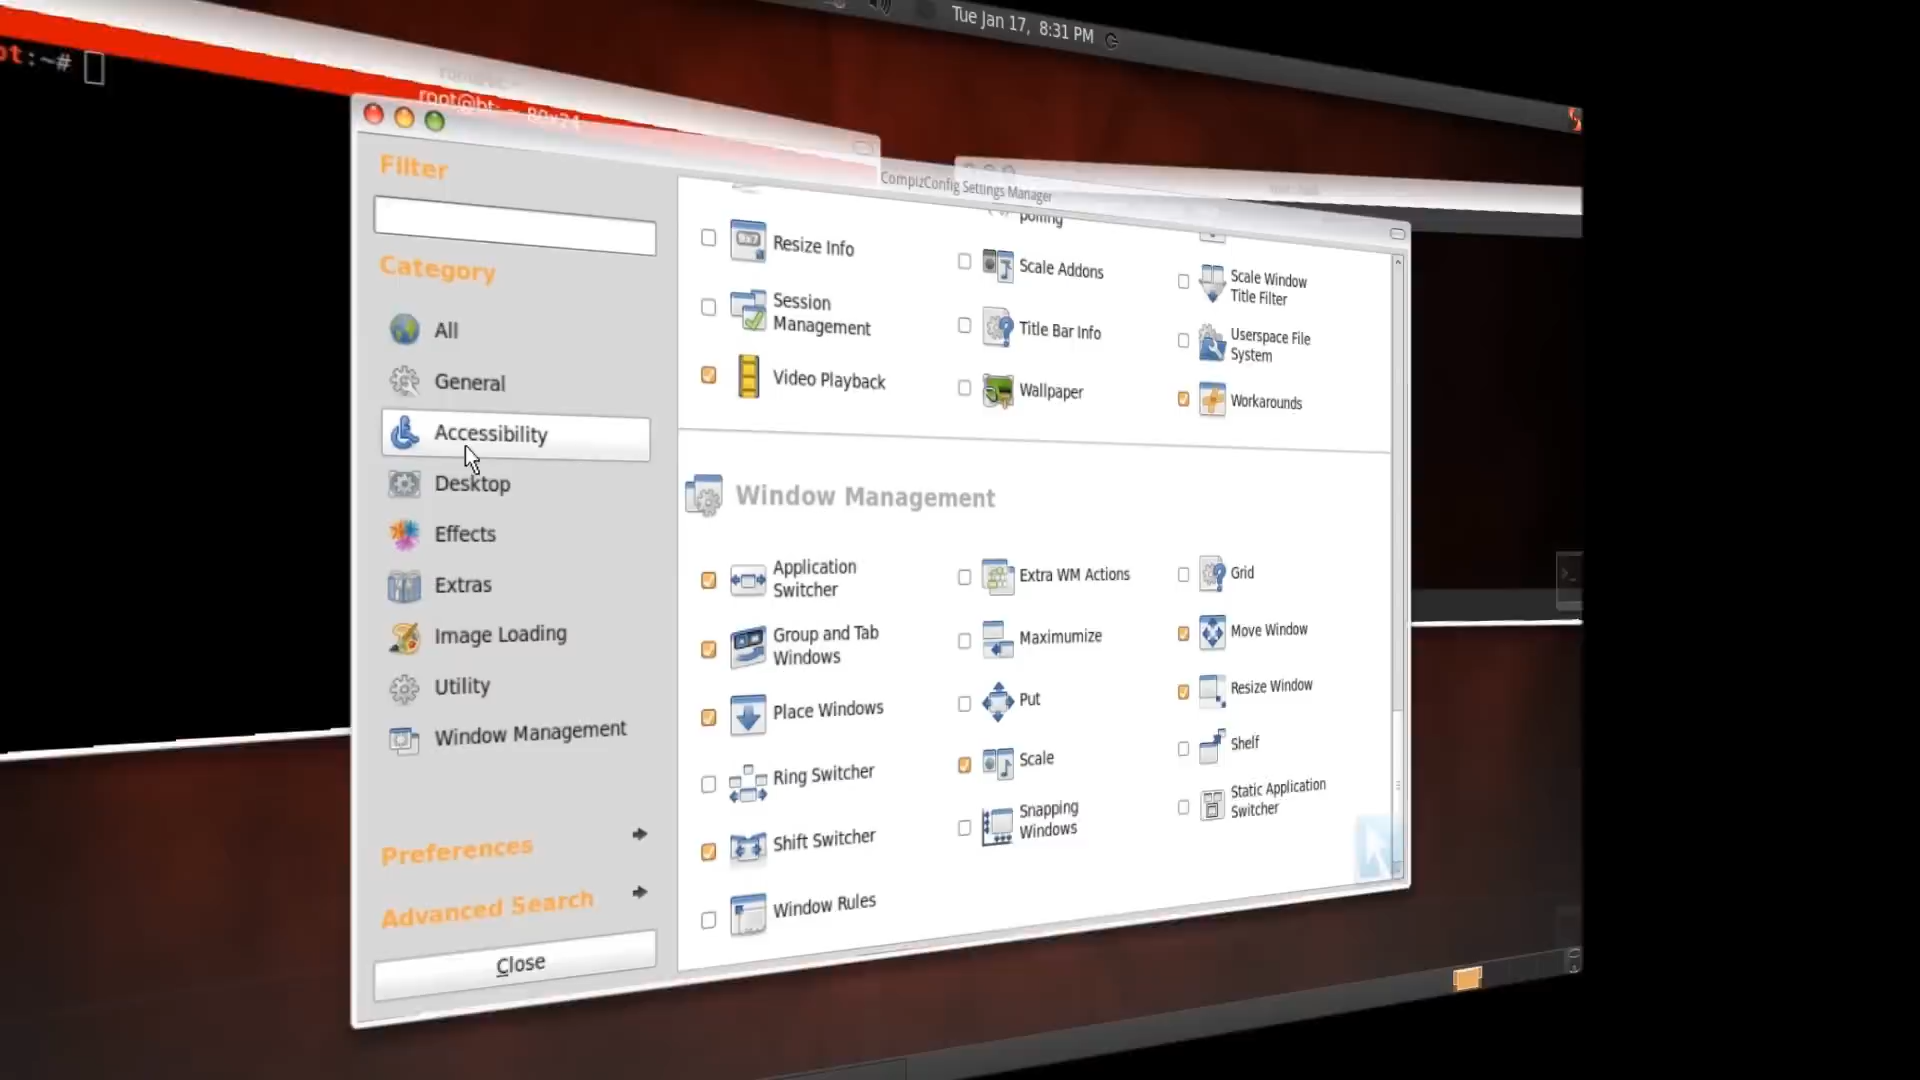 Tue Jan 17, 8:31 PM
:~#
root@bt: ~ 80x24
CompizConfig Settings Manager
Filter
Category
All
General
Accessibility
Desktop
Effects
Extras
Image Loading
Utility
Window Management
Preferences
Advanced Search
Close
polling
Resize Info
Scale Addons
Scale Window
Title Filter
Session
Management
Title Bar Info
Userspace File
System
Video Playback
Wallpaper
Workarounds
Window Management
Application
Switcher
Extra WM Actions
Grid
Group and Tab
Windows
Maximumize
Move Window
Place Windows
Put
Resize Window
Ring Switcher
Scale
Shelf
Shift Switcher
Snapping
Windows
Static Application
Switcher
Window Rules